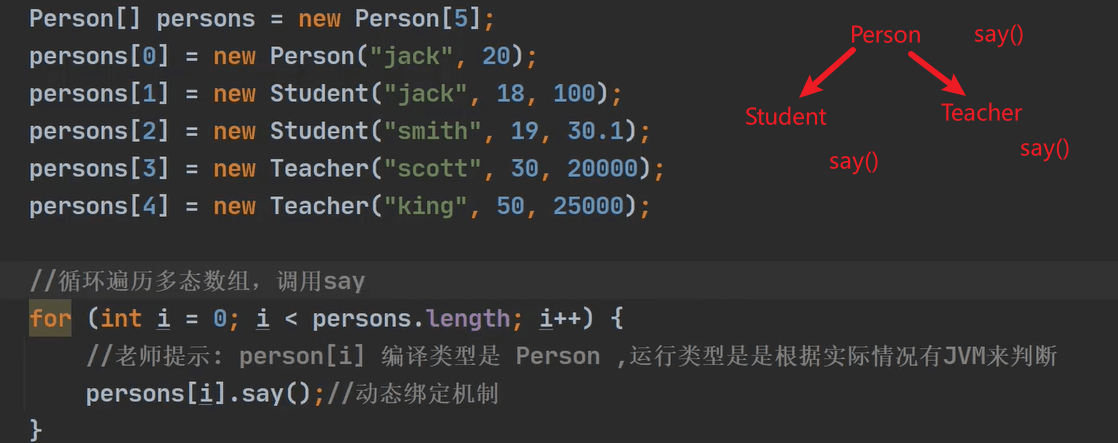 Person[] persons = new Person[5];
persons[0] = new Person("jack", 20);
persons[1] = new Student("jack", 18, 100);
persons[2] = new Student("smith", 19, 30.1);
persons[3] = new Teacher("scott", 30, 20000);
persons[4] = new Teacher("king", 50, 25000);
Person say()
Student Teacher
say() say()
//循环遍历多态数组，调用say
for (int i = 0; i < persons.length; i++) {
//老师提示: person[i] 编译类型是 Person ,运行类型是是根据实际情况有JVM来判断
persons[i].say();//动态绑定机制
}